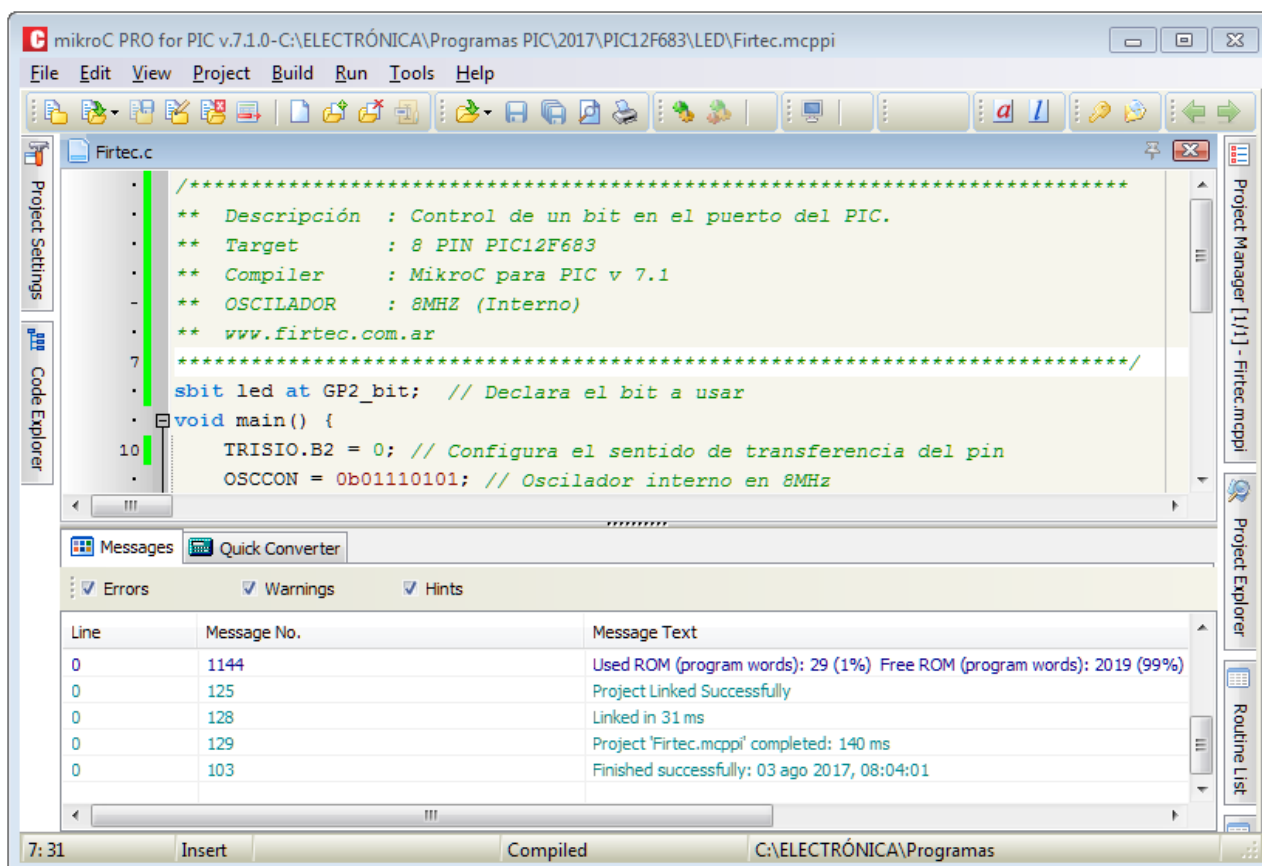 mikroC PRO for PIC v.7.1.0-C:\ELECTRÓNICA\Programas PIC\2017\PIC12F683\LED\Firtec.mcppi
File Edit View Project Build Run Tools Help
Firtec.c
/*****************************************************************************
** Descripción : Control de un bit en el puerto del PIC.
** Target : 8 PIN PIC12F683
** Compiler : MikroC para PIC v 7.1
** OSCILADOR : 8MHZ (Interno)
** www.firtec.com.ar
7 *****************************************************************************/
sbit led at GP2_bit; // Declara el bit a usar
void main() {
10 TRISIO.B2 = 0; // Configura el sentido de transferencia del pin
OSCCON = 0b01110101; // Oscilador interno en 8MHz
Project Settings
Code Explorer
Project Manager [1/1] - Firtec.mcppi
Project Explorer
Routine List
Messages Quick Converter
Errors Warnings Hints
Line Message No. Message Text
0 1144 Used ROM (program words): 29 (1%) Free ROM (program words): 2019 (99%)
0 125 Project Linked Successfully
0 128 Linked in 31 ms
0 129 Project 'Firtec.mcppi' completed: 140 ms
0 103 Finished successfully: 03 ago 2017, 08:04:01
7: 31 Insert Compiled C:\ELECTRÓNICA\Programas